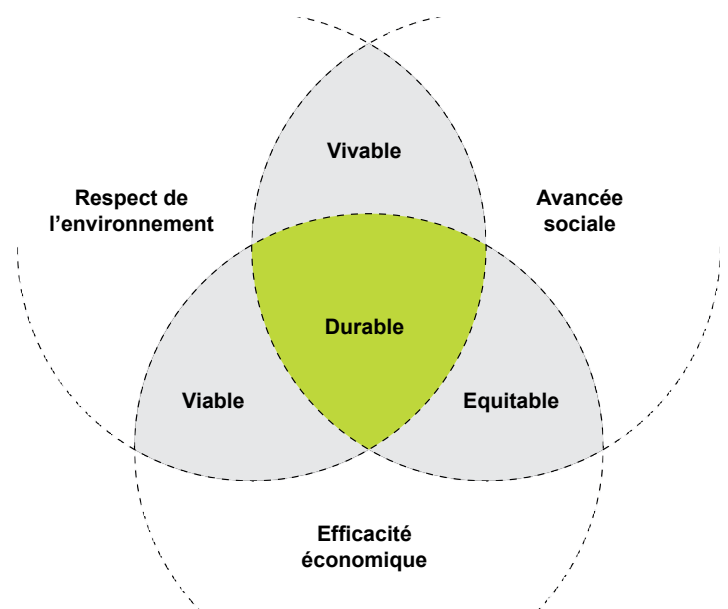 Vivable
Respect de
l’environnement
Avancée
sociale
Durable
Viable
Equitable
Efficacité
économique